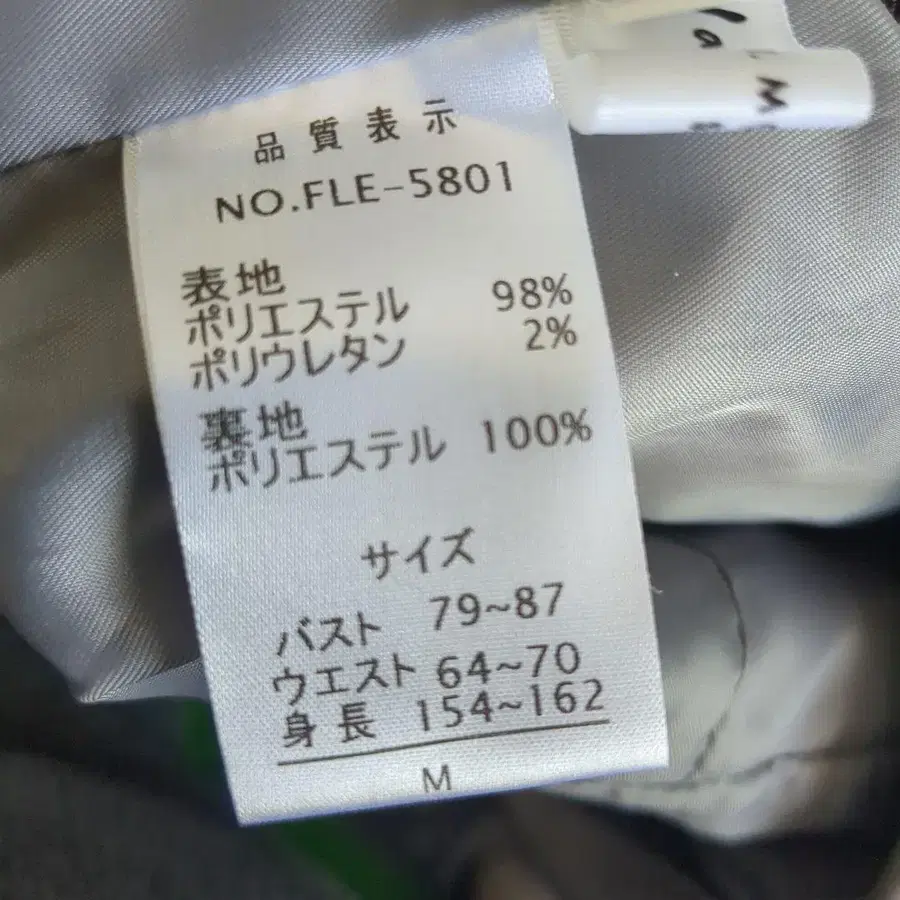 品質表示
NO.FLE-5801
表地
ポリエステル 98%
ポリウレタン 2%
裏地
ポリエステル 100%
サイズ
バスト 79~87
ウエスト 64~70
身長 154~162
M